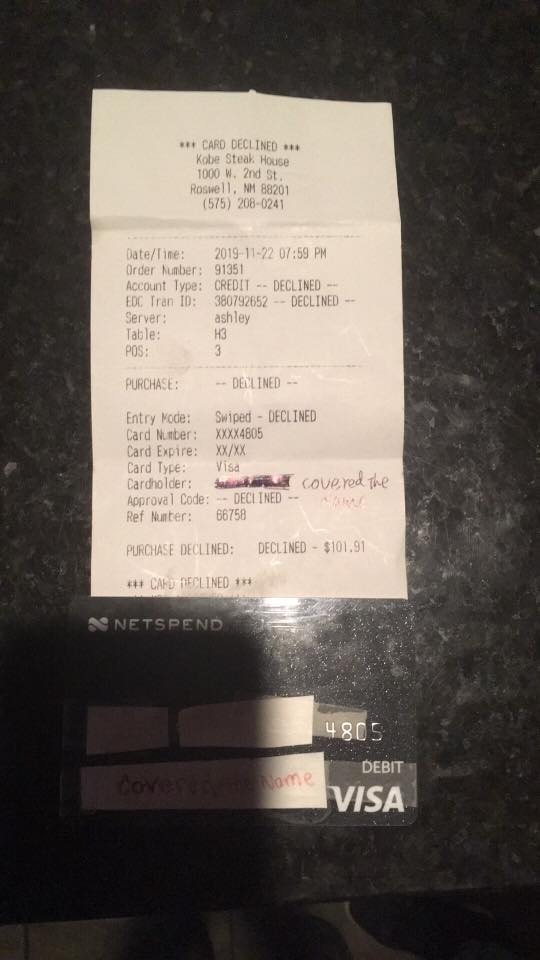 *** CARD DECLINED ***
Kobe Steak House
1000 W. 2nd St.
Roswell, NM 88201
(575) 208-0241
Date/Time: 2019-11-22 07:59 PM
Order Number: 91351
Account Type: CREDIT -- DECLINED --
EDC Tran ID: 380792652 -- DECLINED --
Server: ashley
Table: H3
POS: 3
PURCHASE: -- DECLINED --
Entry Mode: Swiped - DECLINED
Card Number: XXXX4805
Card Expire: XX/XX
Card Type: Visa
Cardholder: covered the
name
Approval Code: -- DECLINED --
Ref Number: 66758
PURCHASE DECLINED: DECLINED - $101.91
*** CARD DECLINED ***
NETSPEND
4805
DEBIT
Covered the Name
VISA